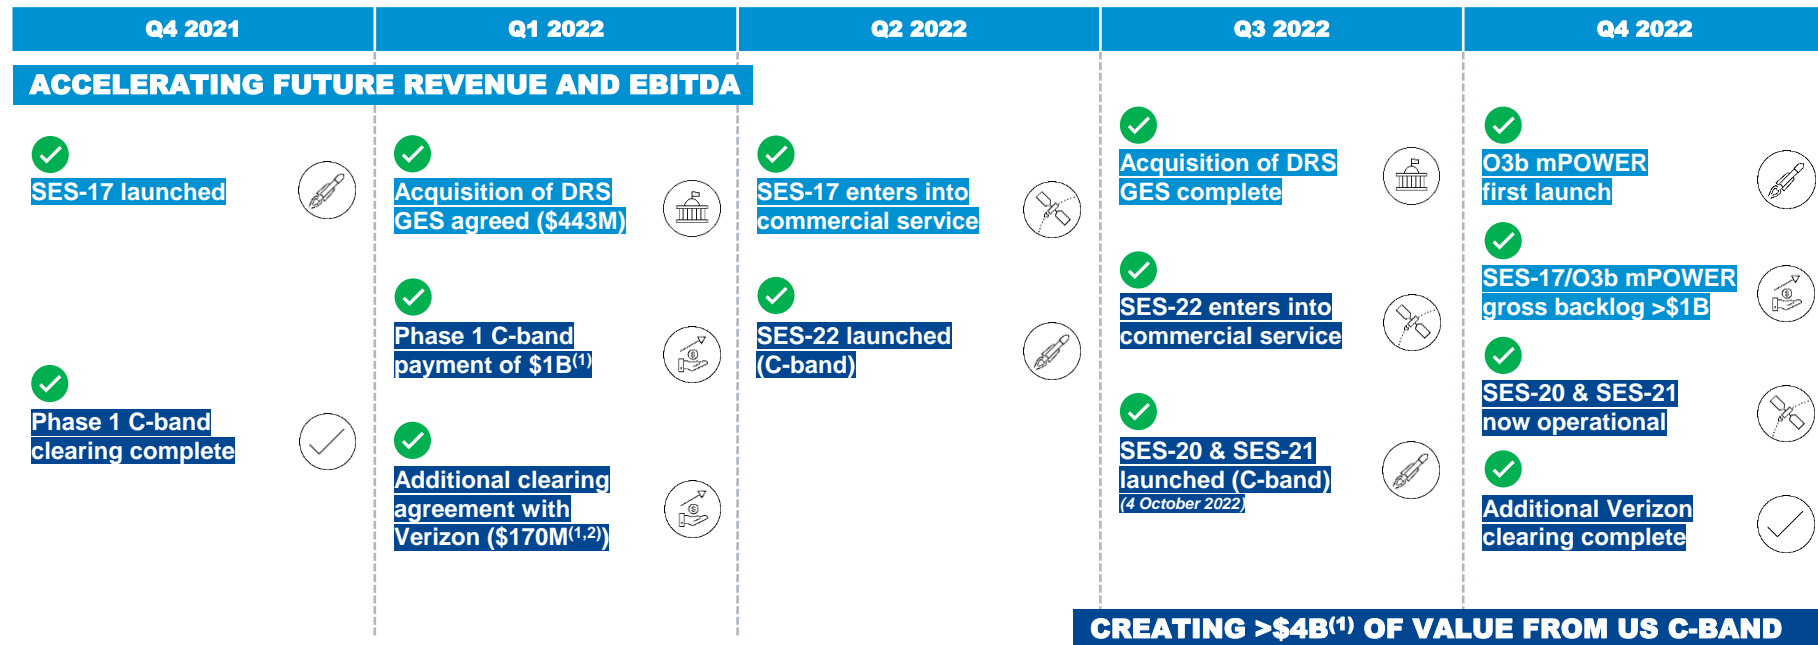 Q4 2021
Q1 2022
Q2 2022
Q3 2022
Q4 2022
ACCELERATING FUTURE REVENUE AND EBITDA
SES-17 launched
Phase 1 C-band
clearing complete
Acquisition of DRS
GES agreed ($443M)
Phase 1 C-band
payment of $1B(1)
Additional clearing
agreement with
Verizon ($170M(1,2))
SES-17 enters into
commercial service
SES-22 launched
(C-band)
Acquisition of DRS
GES complete
SES-22 enters into
commercial service
SES-20 & SES-21
launched (C-band)
(4 October 2022)
O3b mPOWER
first launch
SES-17/O3b mPOWER
gross backlog >$1B
SES-20 & SES-21
now operational
Additional Verizon
clearing complete
CREATING >$4B(1) OF VALUE FROM US C-BAND